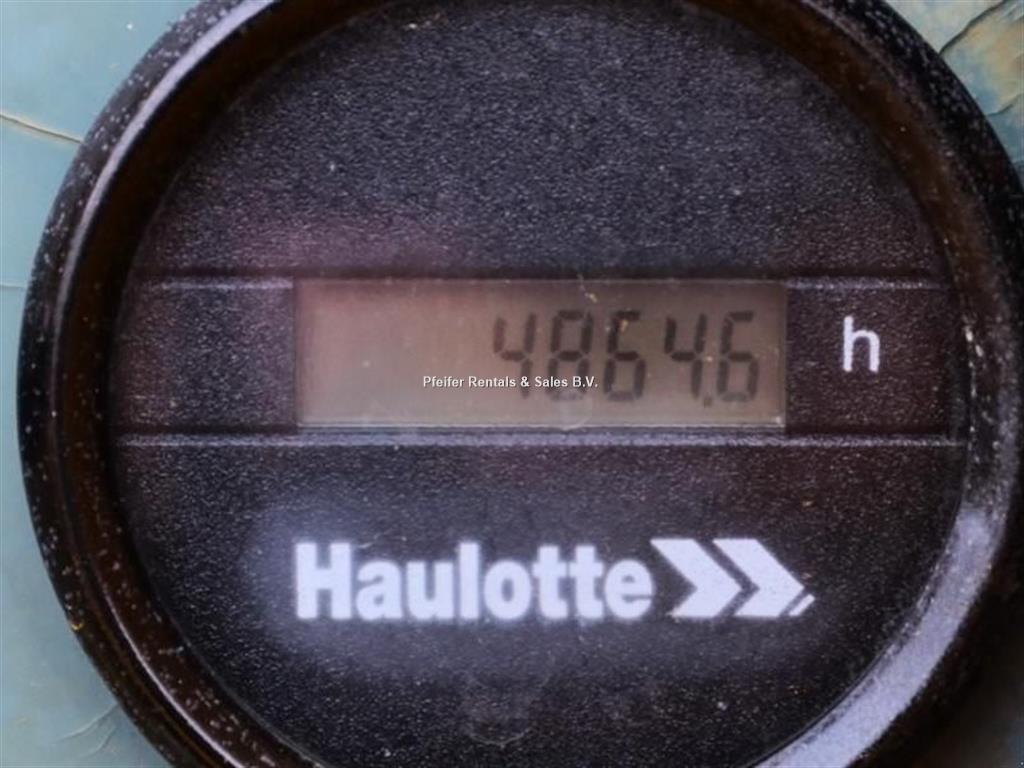 4864.6 h
Pfeifer Rentals & Sales B.V.
Haulotte